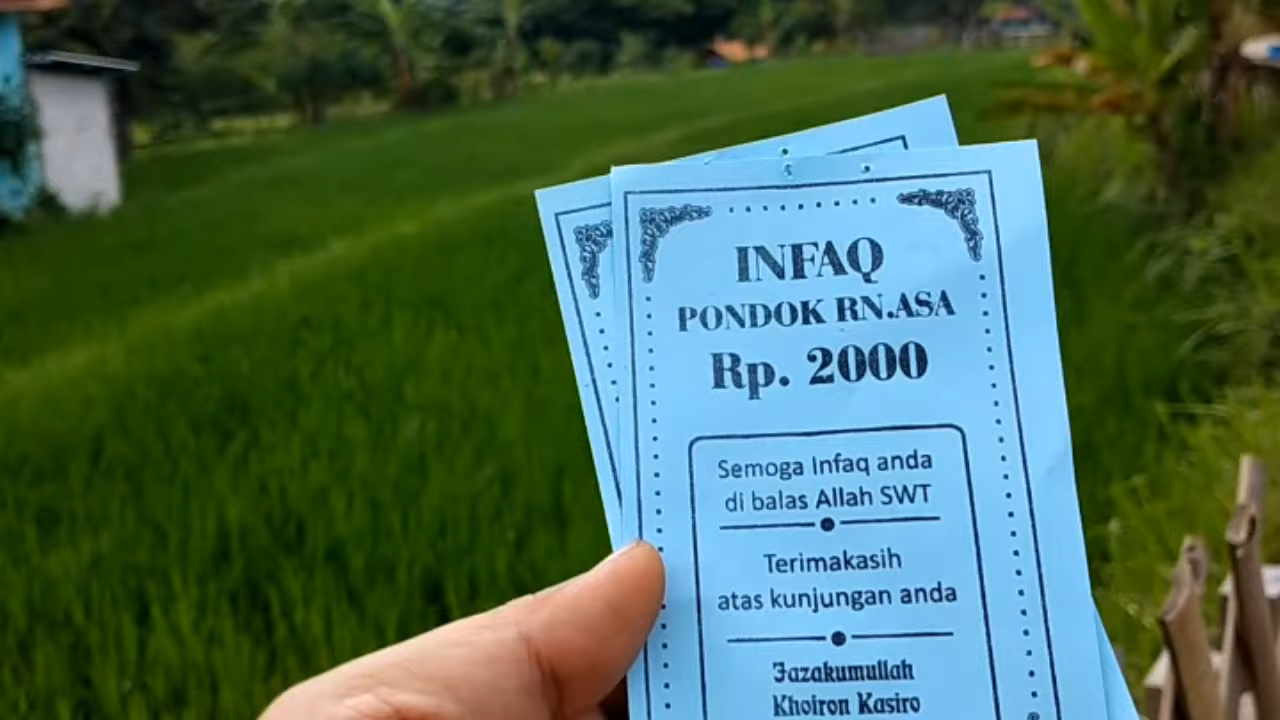 INFAQ
PONDOK RN.ASA
Rp. 2000
Semoga Infaq anda
di balas Allah SWT
Terimakasih
atas kunjungan anda
Jazakumullah
Khoiron Kasiro